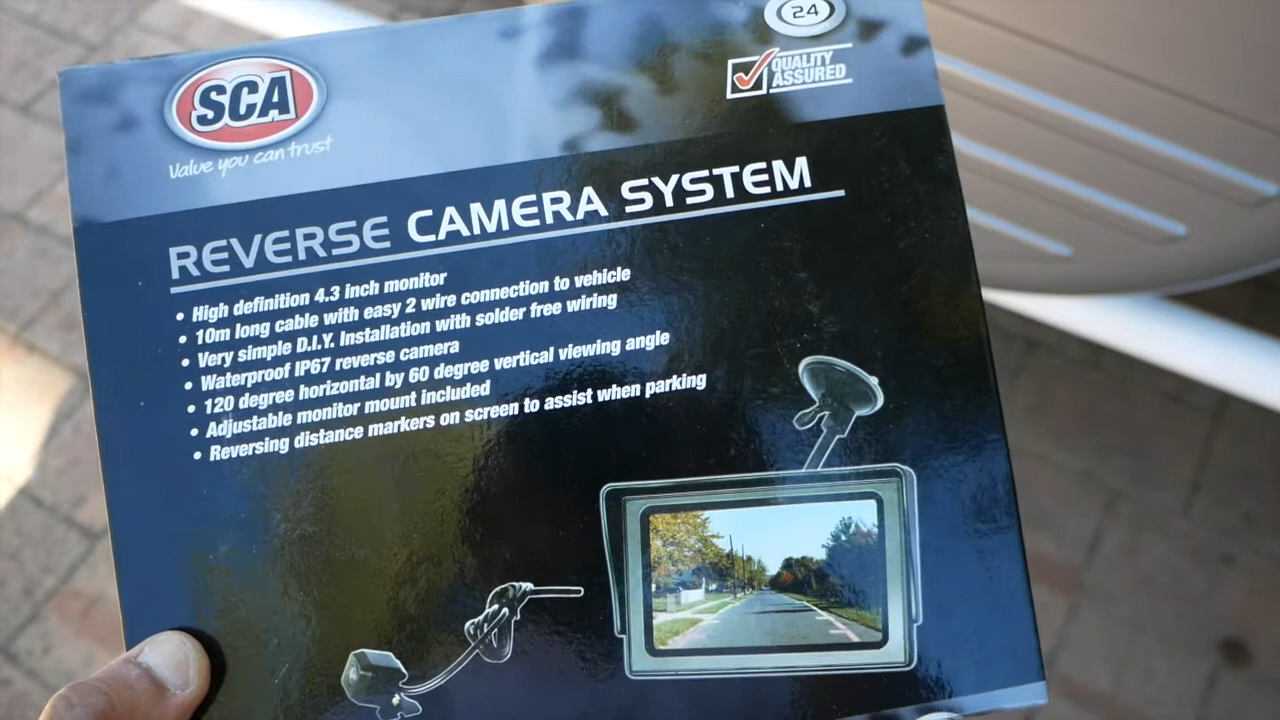 24
SCA
Value you can trust
QUALITY
ASSURED
REVERSE CAMERA SYSTEM
• High definition 4.3 inch monitor
• 10m long cable with easy 2 wire connection to vehicle
• Very simple D.I.Y. Installation with solder free wiring
• Waterproof IP67 reverse camera
• 120 degree horizontal by 60 degree vertical viewing angle
• Adjustable monitor mount included
• Reversing distance markers on screen to assist when parking